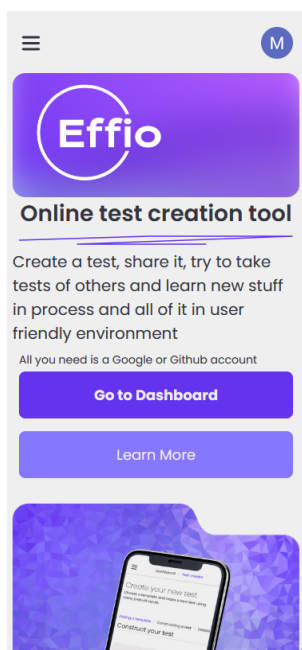 M
Effio
Online test creation tool
Create a test, share it, try to take
tests of others and learn new stuff
in process and all of it in user
friendly environment
All you need is a Google or Github account
Go to Dashboard
Learn More
Create your new test
Construct your test